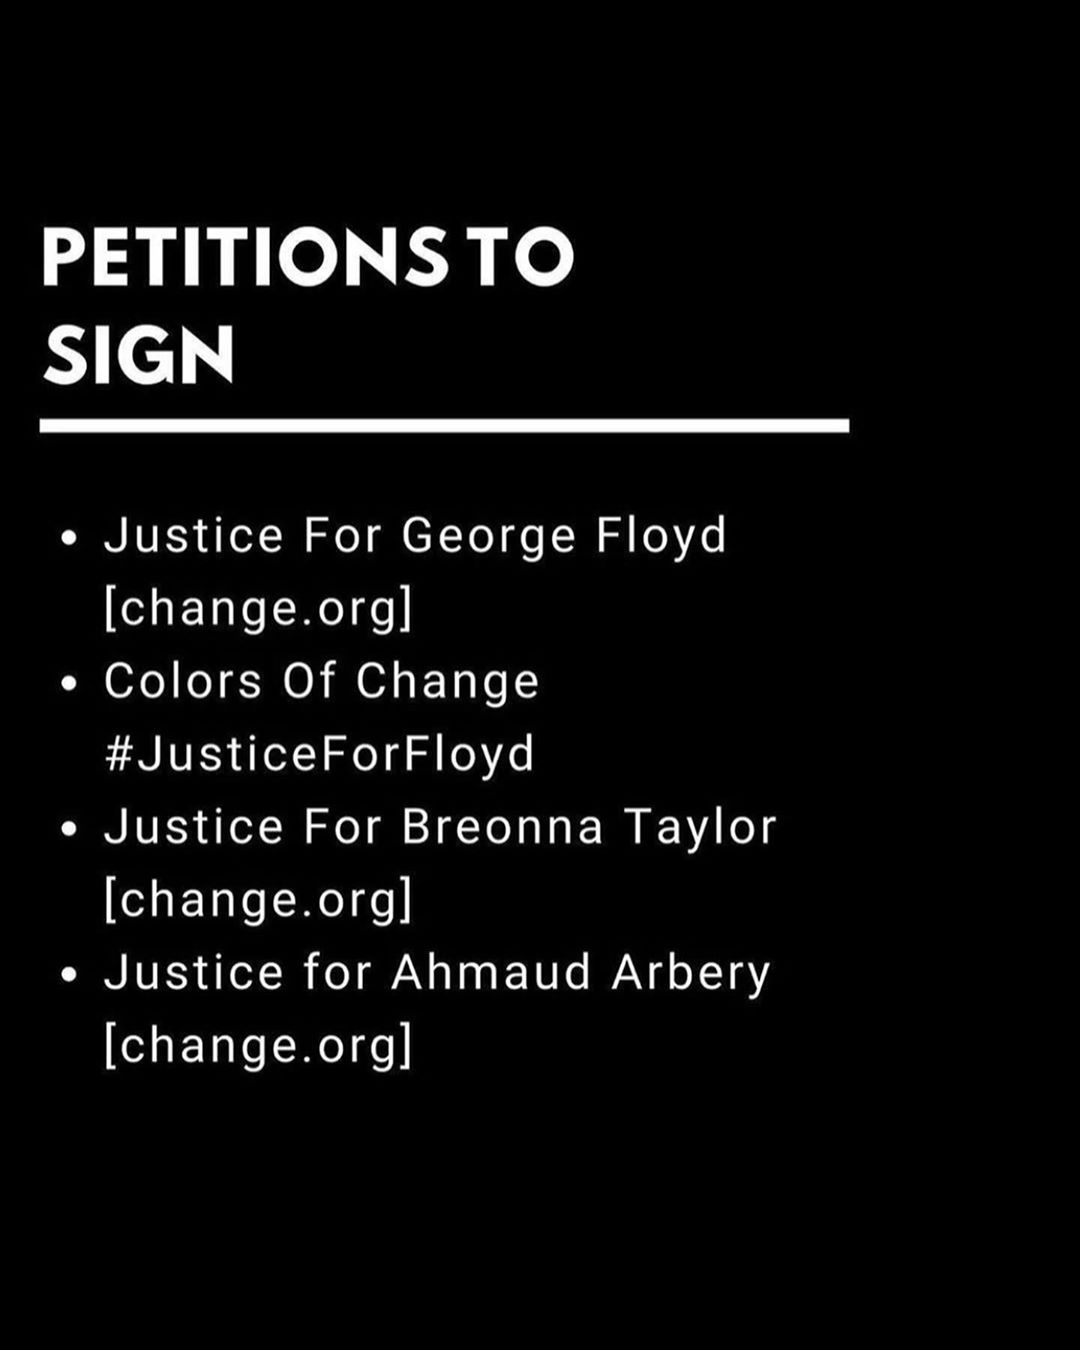 PETITIONS TO
SIGN
• Justice For George Floyd
[change.org]
• Colors Of Change
#JusticeForFloyd
• Justice For Breonna Taylor
[change.org]
• Justice for Ahmaud Arbery
[change.org]